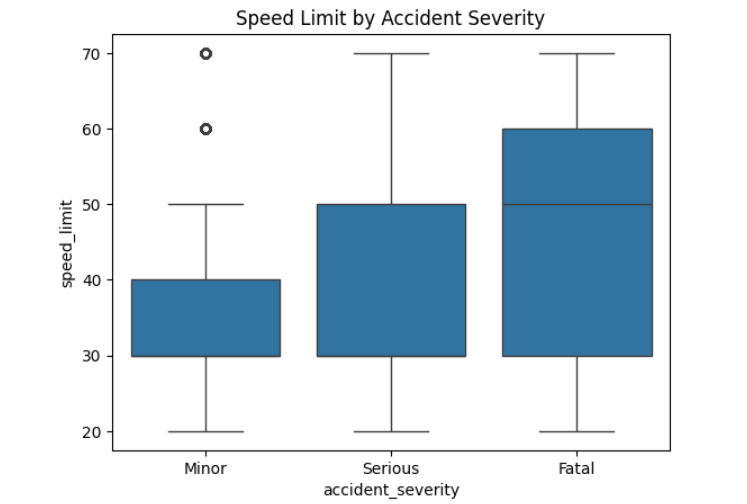 Speed Limit by Accident Severity
70
60
50
40
30
20
speed_limit
Minor
Serious
Fatal
accident_severity